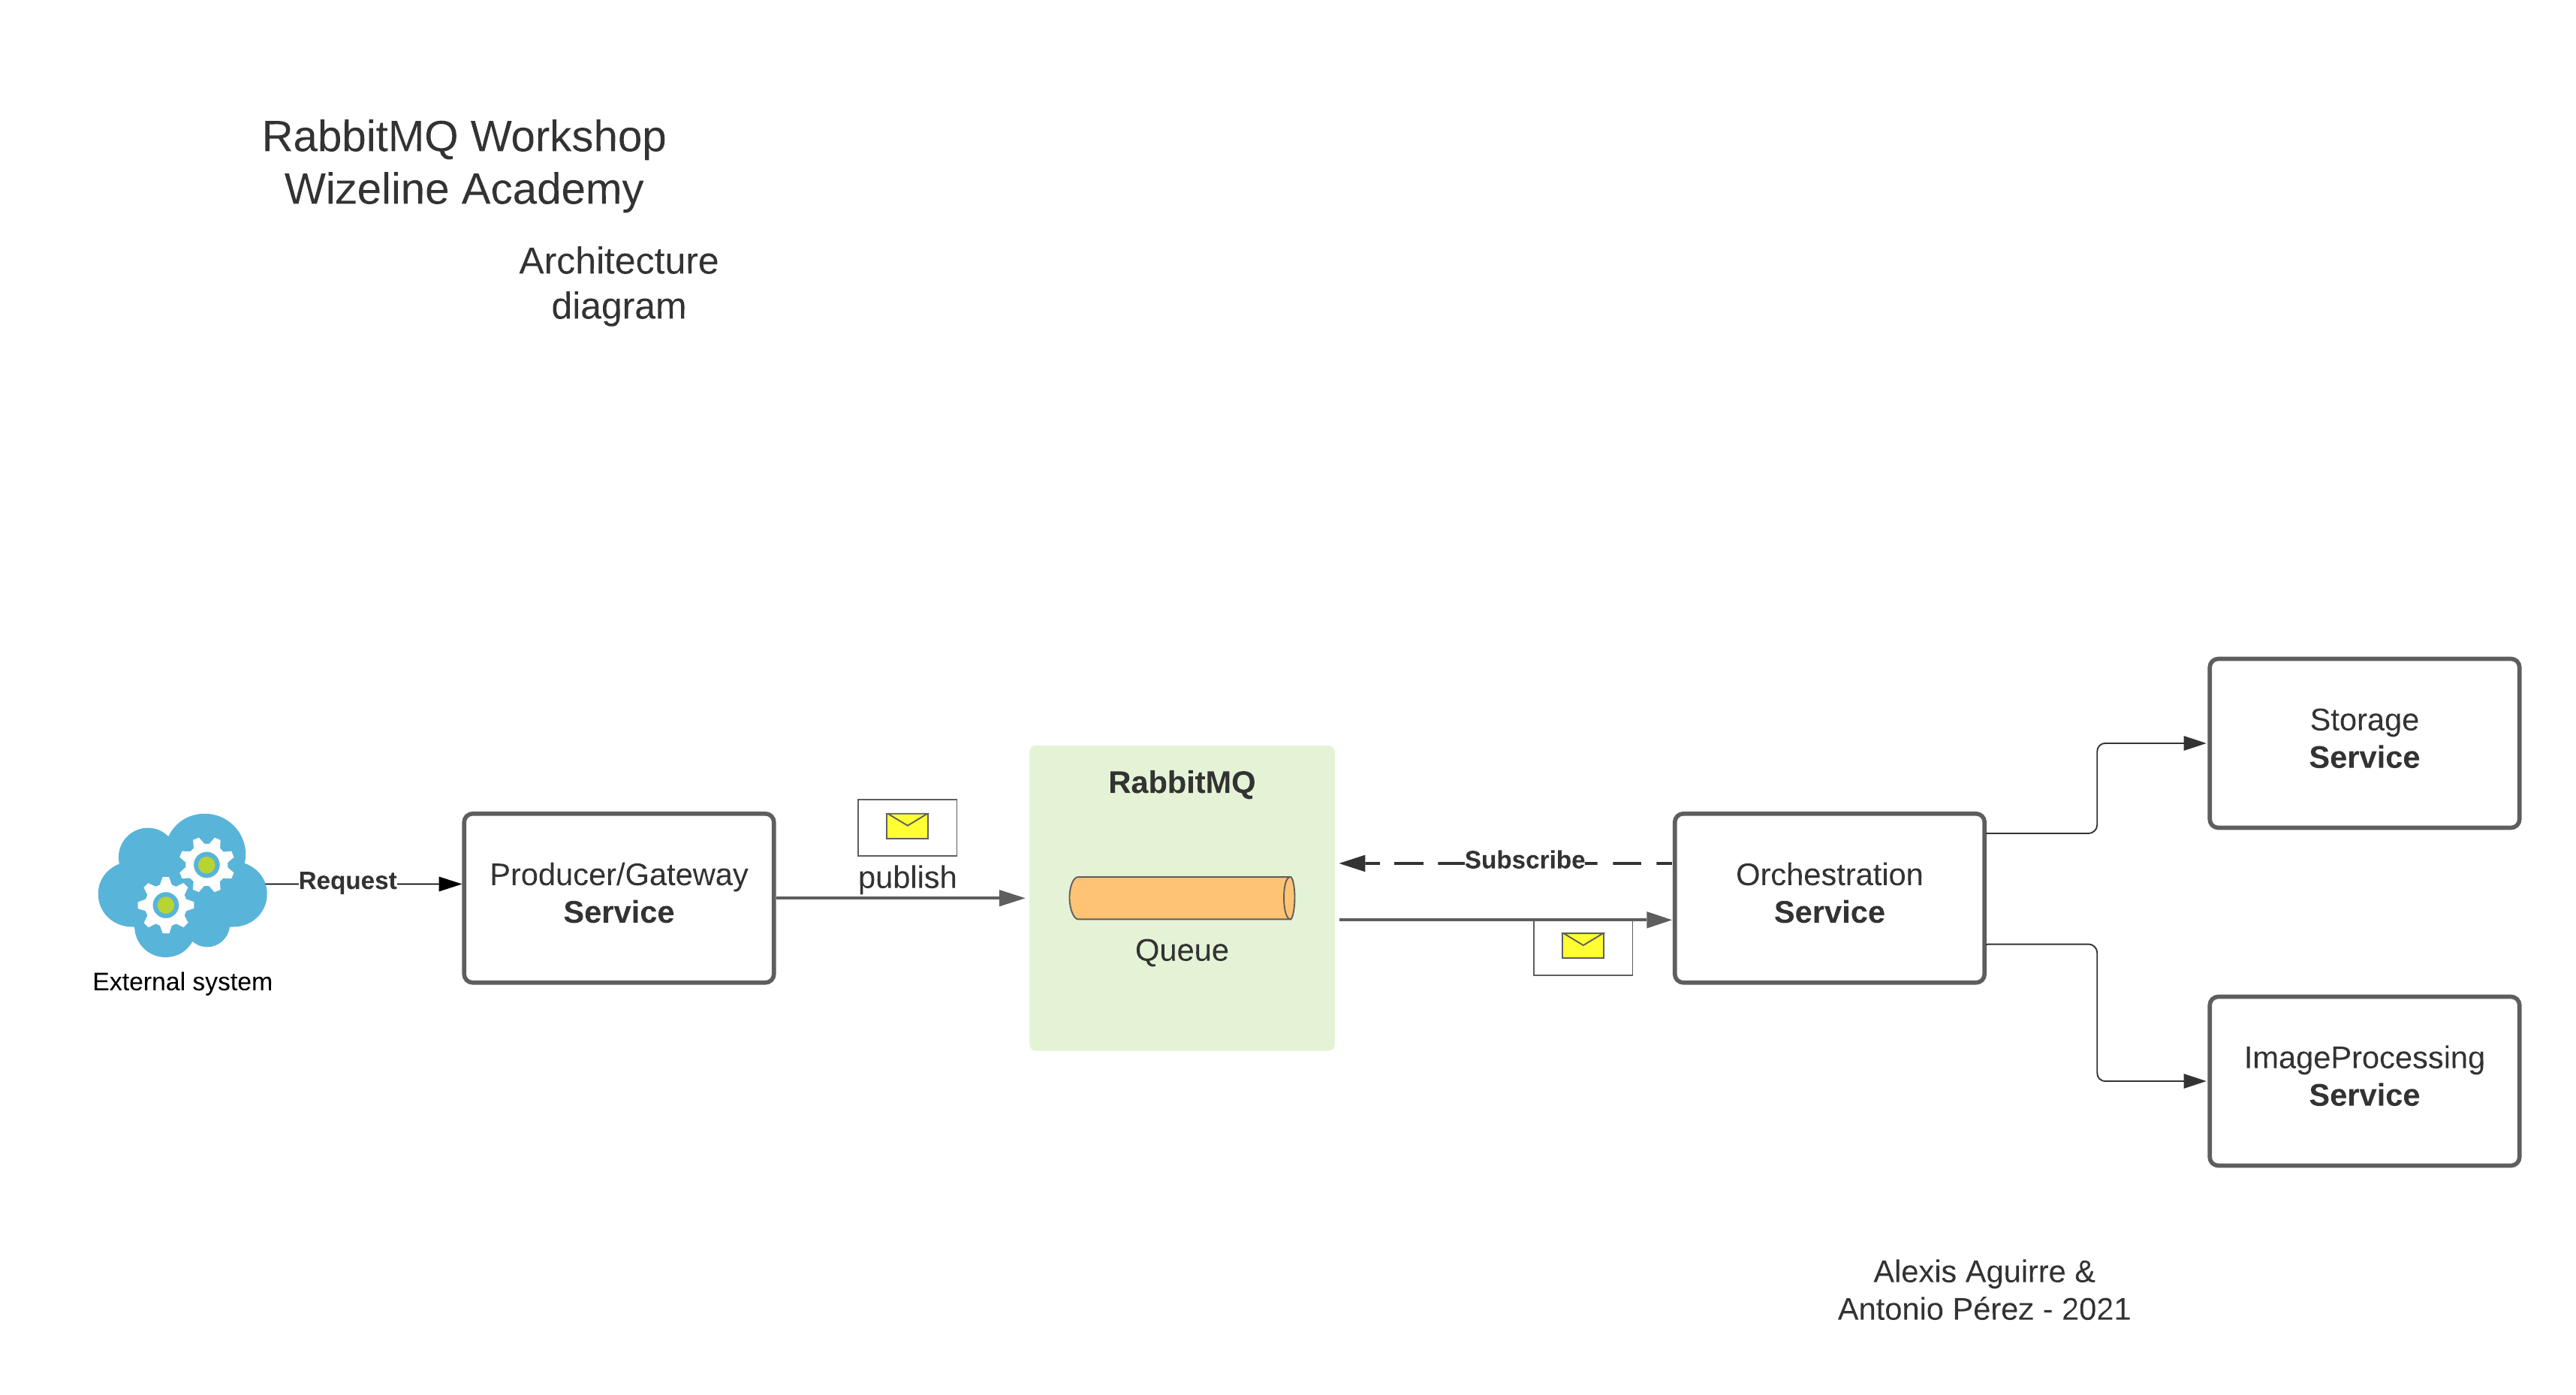 RabbitMQ Workshop
Wizeline Academy
Architecture
diagram
External system
Request
Producer/Gateway
Service
publish
RabbitMQ
Queue
Subscribe
Orchestration
Service
Storage
Service
ImageProcessing
Service
Alexis Aguirre &
Antonio Pérez - 2021